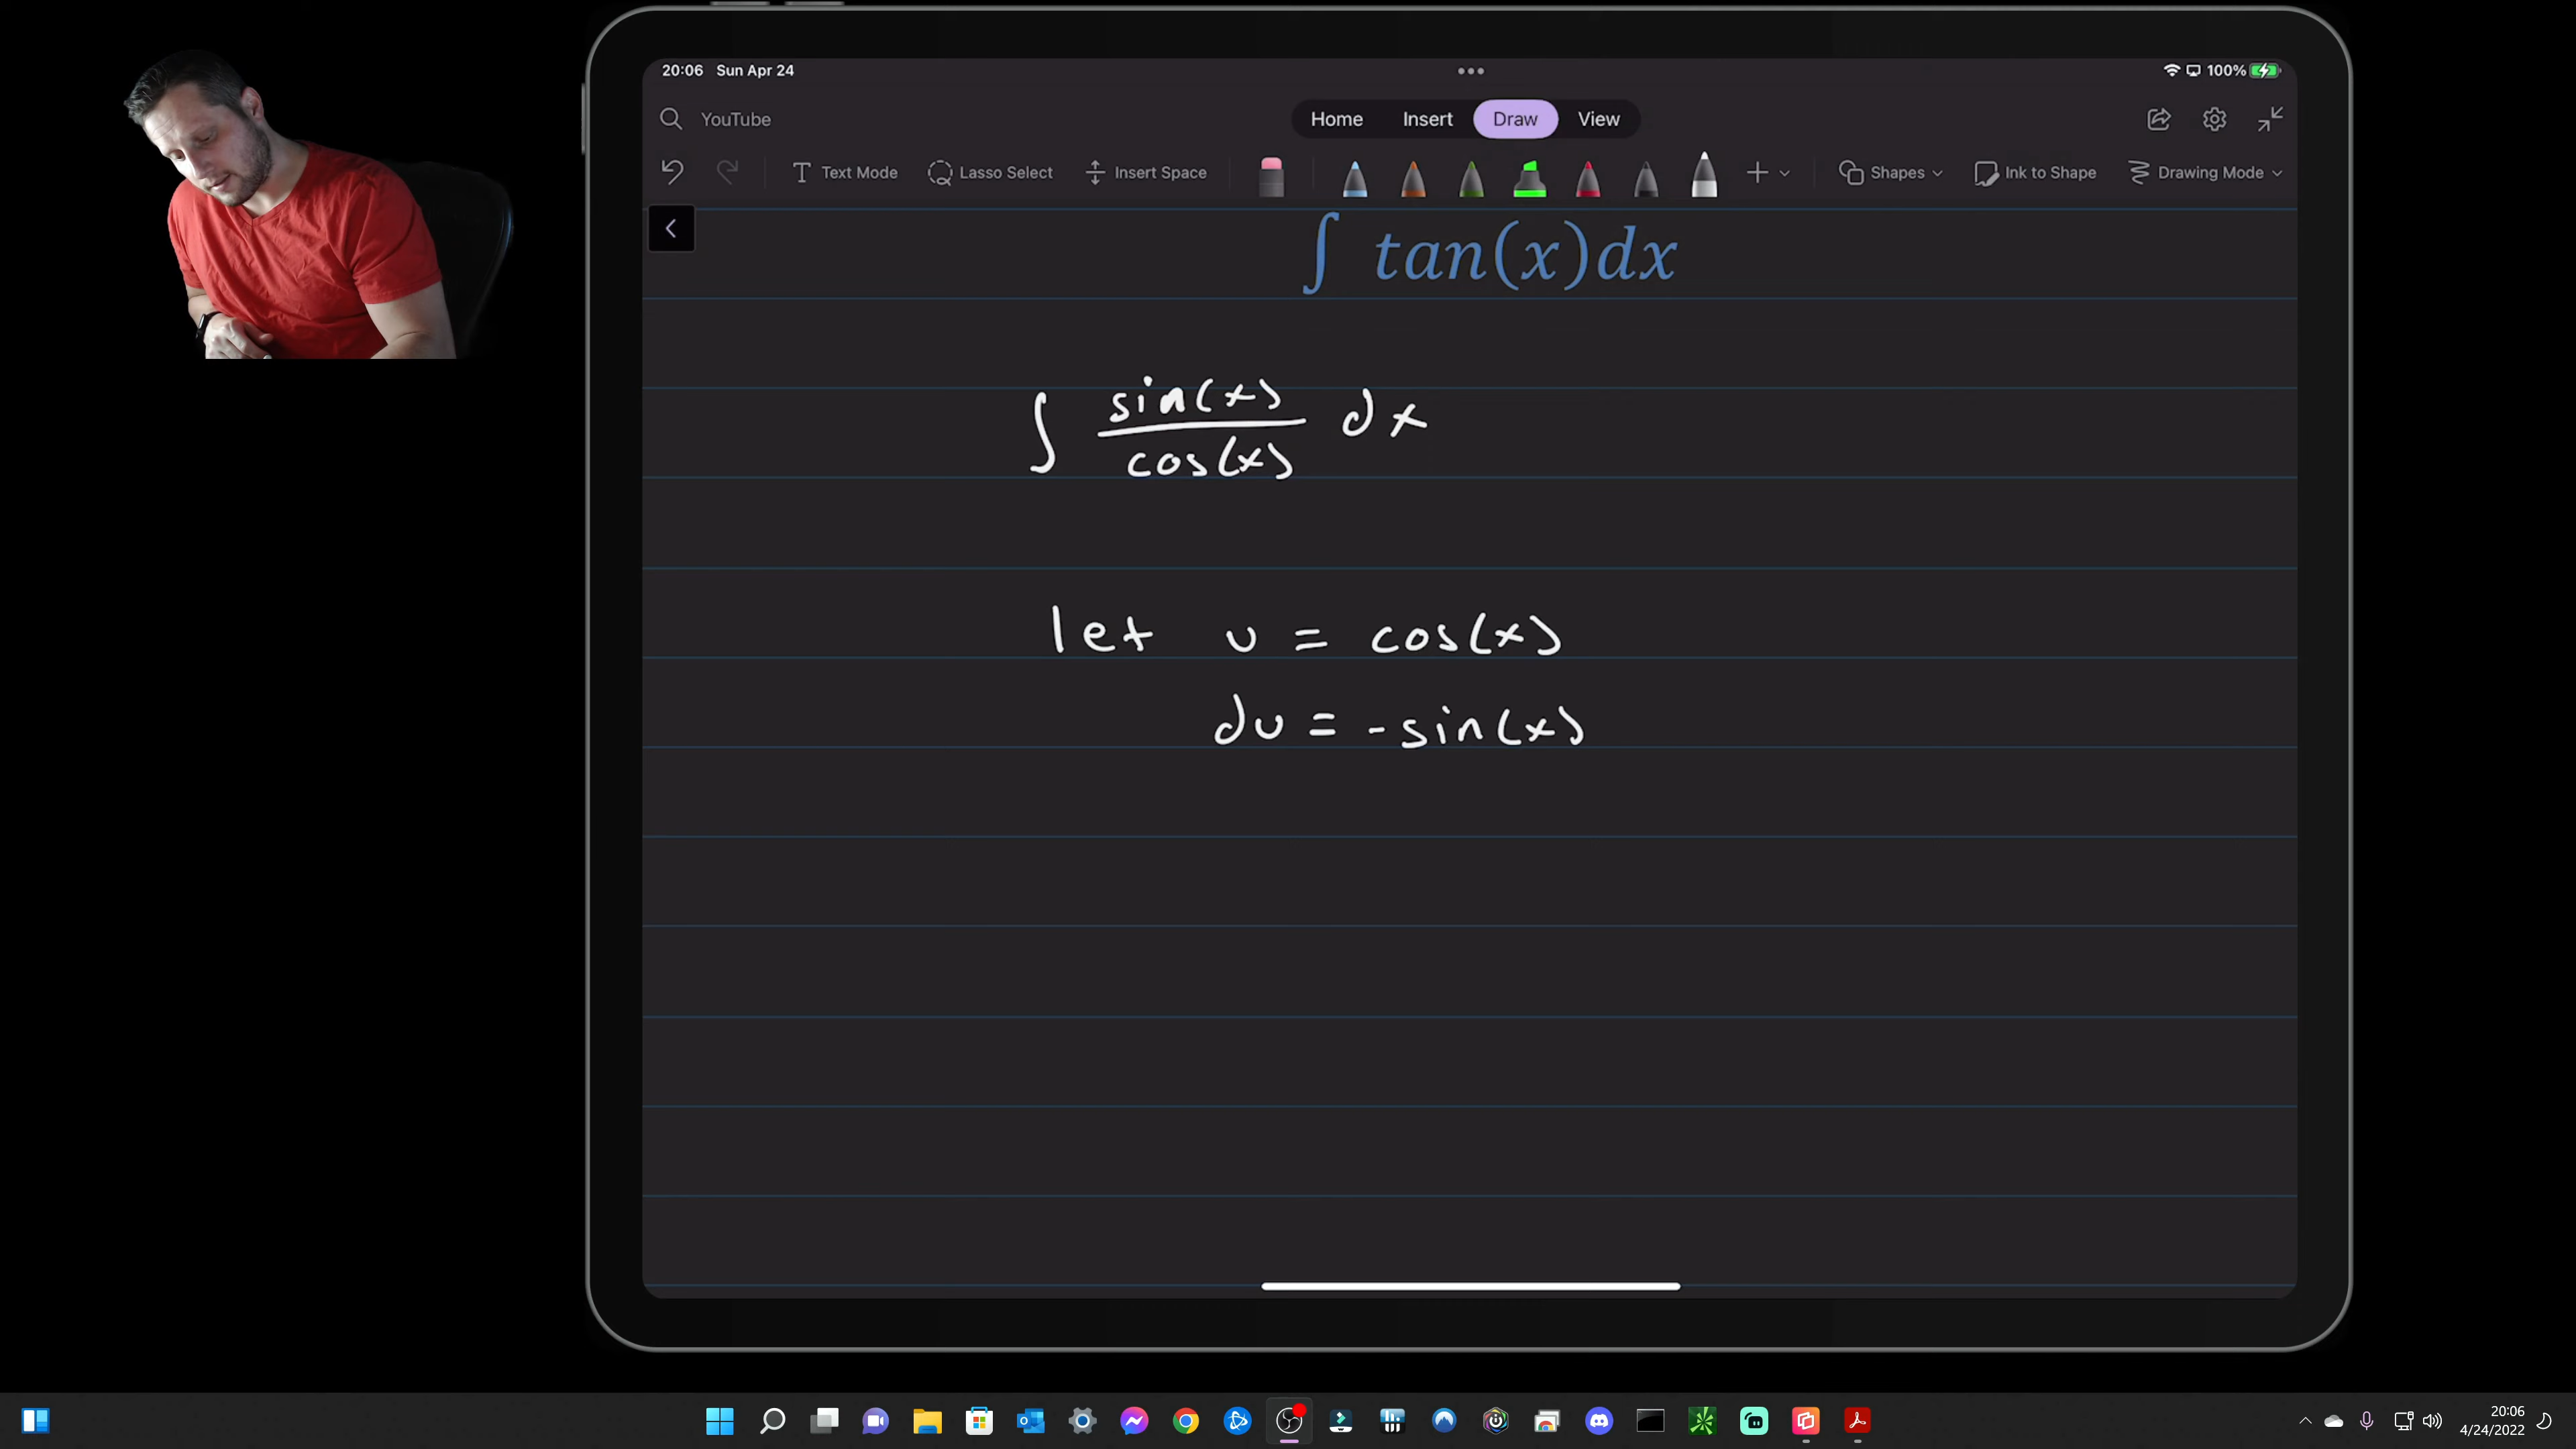 20:06 Sun Apr 24
100%
YouTube
Home Insert Draw View
Text Mode Lasso Select Insert Space Shapes Ink to Shape Drawing Mode
∫ tan(x)dx
∫ sin(x)/cos(x) dx
let u = cos(x)
du = -sin(x)
20:06
4/24/2022